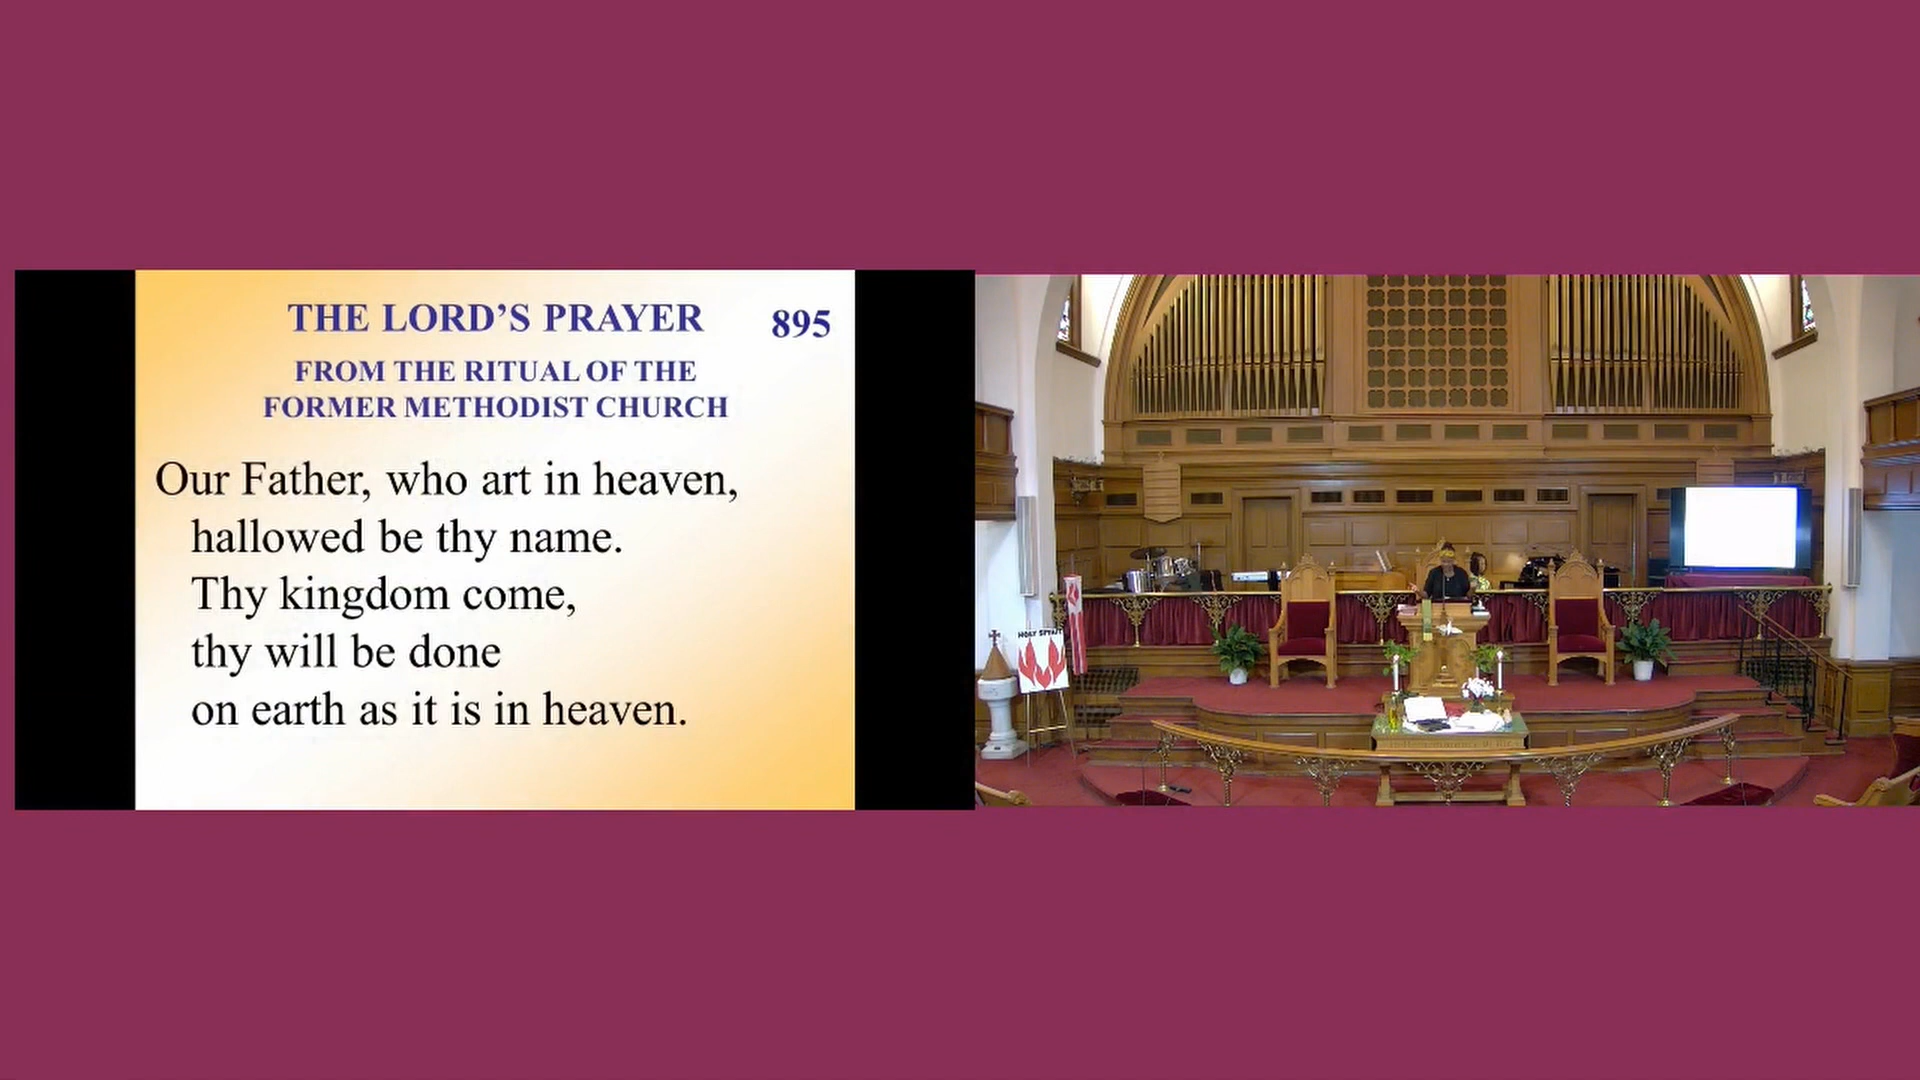 THE LORD’S PRAYER
895
FROM THE RITUAL OF THE
FORMER METHODIST CHURCH
Our Father, who art in heaven,
hallowed be thy name.
Thy kingdom come,
thy will be done
on earth as it is in heaven.
HOLY SPIRIT